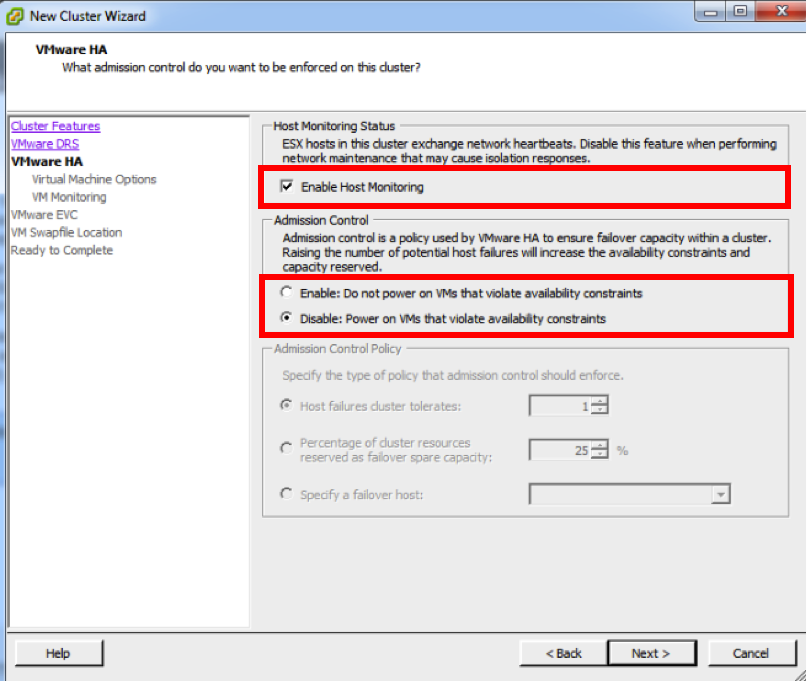 New Cluster Wizard
VMware HA
What admission control do you want to be enforced on this cluster?
Cluster Features
VMware DRS
VMware HA
Virtual Machine Options
VM Monitoring
VMware EVC
VM Swapfile Location
Ready to Complete
Host Monitoring Status
ESX hosts in this cluster exchange network heartbeats. Disable this feature when performing
network maintenance that may cause isolation responses.
Enable Host Monitoring
Admission Control
Admission control is a policy used by VMware HA to ensure failover capacity within a cluster.
Raising the number of potential host failures will increase the availability constraints and
capacity reserved.
Enable: Do not power on VMs that violate availability constraints
Disable: Power on VMs that violate availability constraints
Admission Control Policy
Specify the type of policy that admission control should enforce.
Host failures cluster tolerates: 1
Percentage of cluster resources
reserved as failover spare capacity: 25 %
Specify a failover host:
Help
< Back
Next >
Cancel